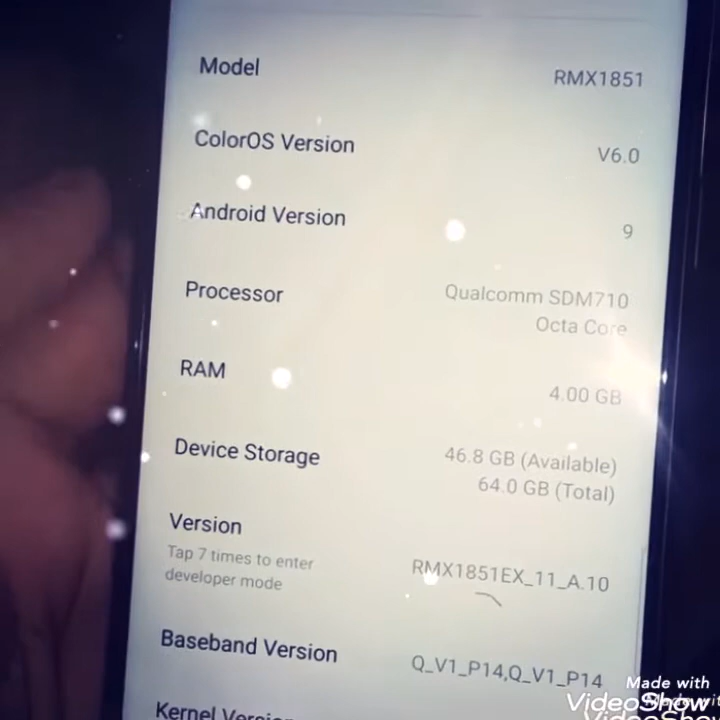 Model
RMX1851
ColorOS Version
V6.0
Android Version
9
Processor
Qualcomm SDM710
Octa Core
RAM
4.00 GB
Device Storage
46.8 GB (Available)
64.0 GB (Total)
Version
Tap 7 times to enter
developer mode
RMX1851EX_11_A.10
Baseband Version
Q_V1_P14,Q_V1_P14
Kernel Version
Made with
VideoShow